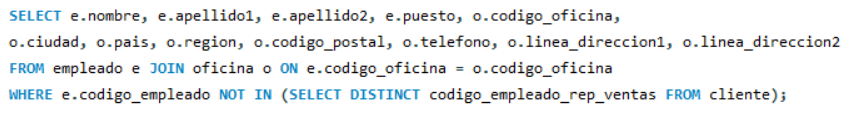 SELECT e.nombre, e.apellido1, e.apellido2, e.puesto, o.codigo_oficina,
o.ciudad, o.pais, o.region, o.codigo_postal, o.telefono, o.linea_direccion1, o.linea_direccion2
FROM empleado e JOIN oficina o ON e.codigo_oficina = o.codigo_oficina
WHERE e.codigo_empleado NOT IN (SELECT DISTINCT codigo_empleado_rep_ventas FROM cliente);